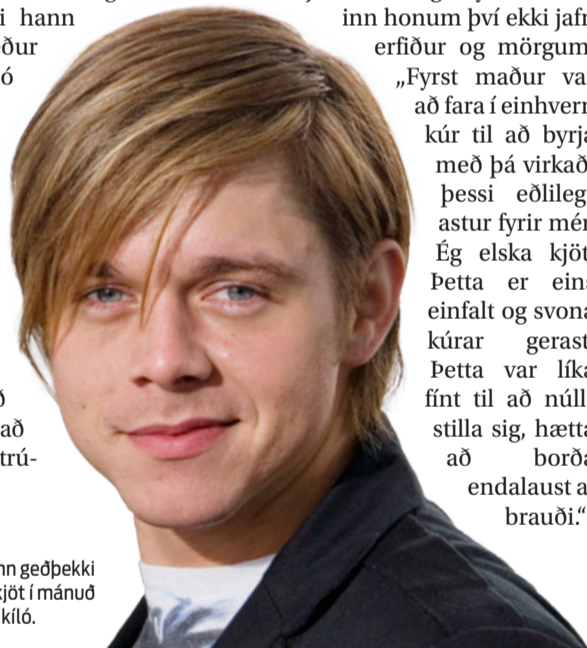 i hann
ður
ó
ð
að
trú-
nn geðþekki
kjöt í mánuð
kíló.
inn honum því ekki jafn
erfiður og mörgum
„Fyrst maður va
að fara í einhvern
kúr til að byrja
með þá virkað
þessi eðlileg
astur fyrir mér
Ég elska kjöt
Þetta er eins
einfalt og svona
kúrar gerast
Þetta var líka
fínt til að núll
stilla sig, hætta
að borða
endalaust a
brauði.“